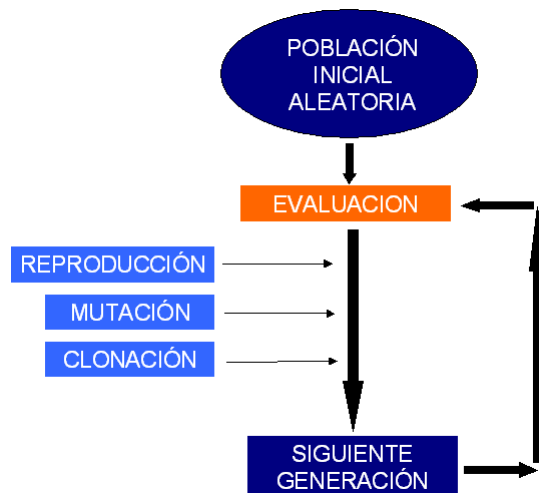 POBLACIÓN
INICIAL
ALEATORIA
EVALUACION
REPRODUCCIÓN
MUTACIÓN
CLONACIÓN
SIGUIENTE
GENERACIÓN